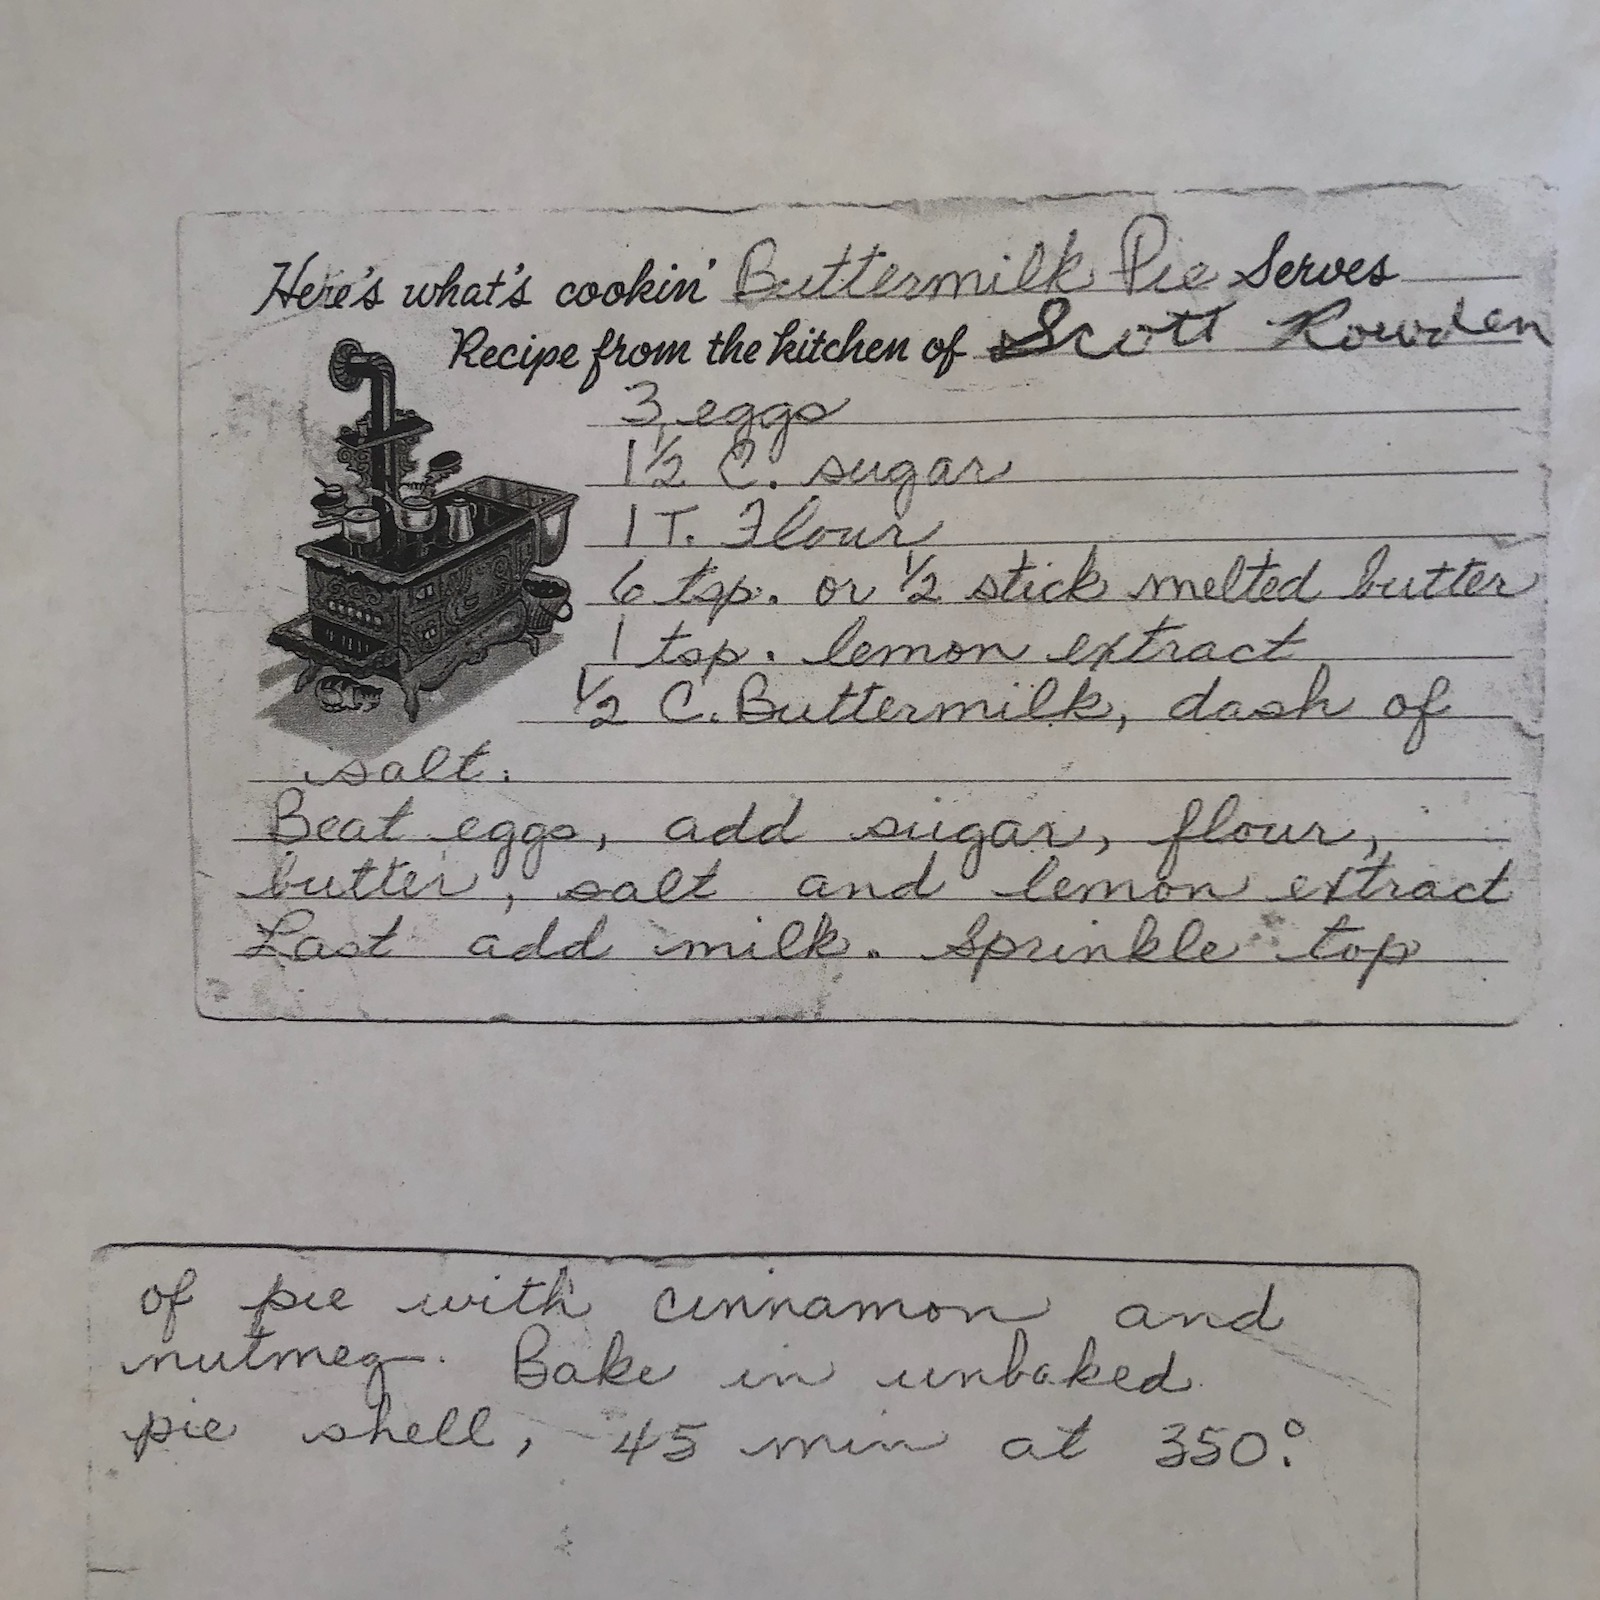 Here's what's cookin' Buttermilk Pie Serves
Recipe from the kitchen of Scott Rowden
3 eggs
1 1/2 C. sugar
1 T. Flour
6 tsp. or 1/2 stick melted butter
1 tsp. lemon extract
1/2 C. Buttermilk, dash of
salt.
Beat eggs, add sugar, flour,
butter, salt and lemon extract
Last add milk. Sprinkle top
of pie with cinnamon and
nutmeg. Bake in unbaked
pie shell, 45 min at 350°.